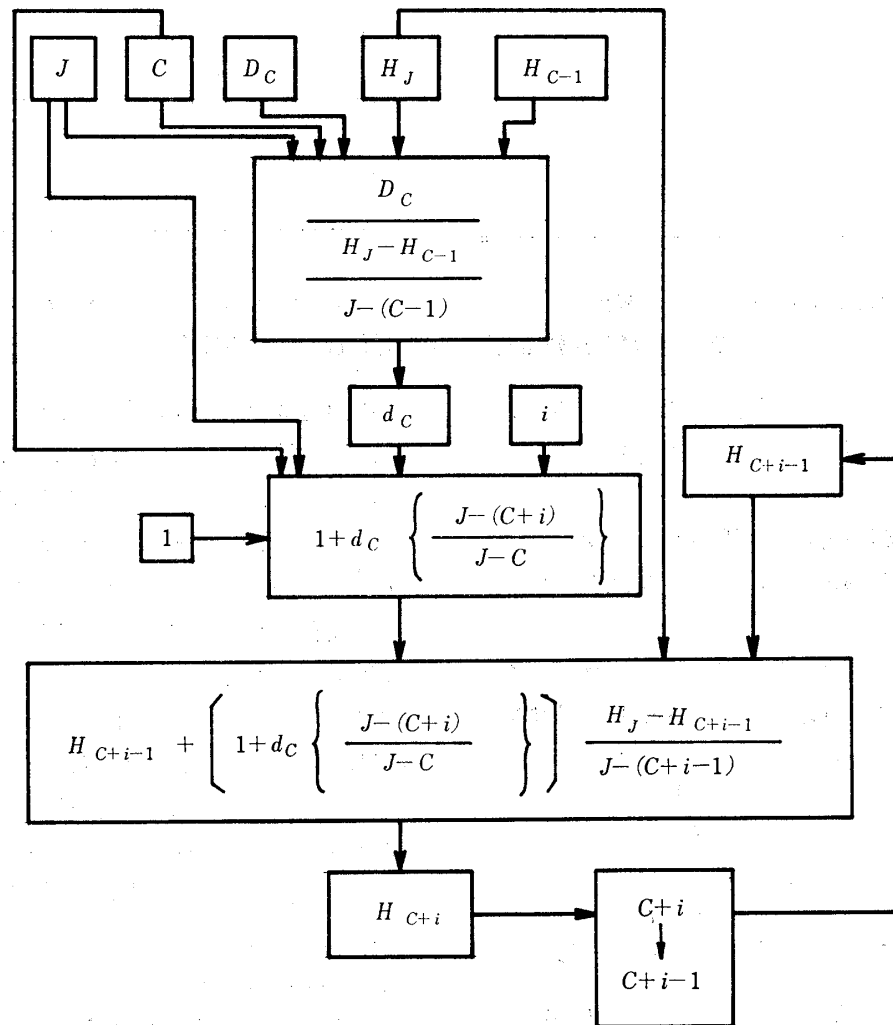 J C D_C H_J H_{C-1}
D_C
H_J-H_{C-1}
J-(C-1)
d_C i
H_{C+i-1}
1
1+d_C { J-(C+i) / J-C }
H_{C+i-1} + ( 1+d_C { J-(C+i) / J-C } ) H_J-H_{C+i-1} / J-(C+i-1)
H_{C+i}
C+i
C+i-1